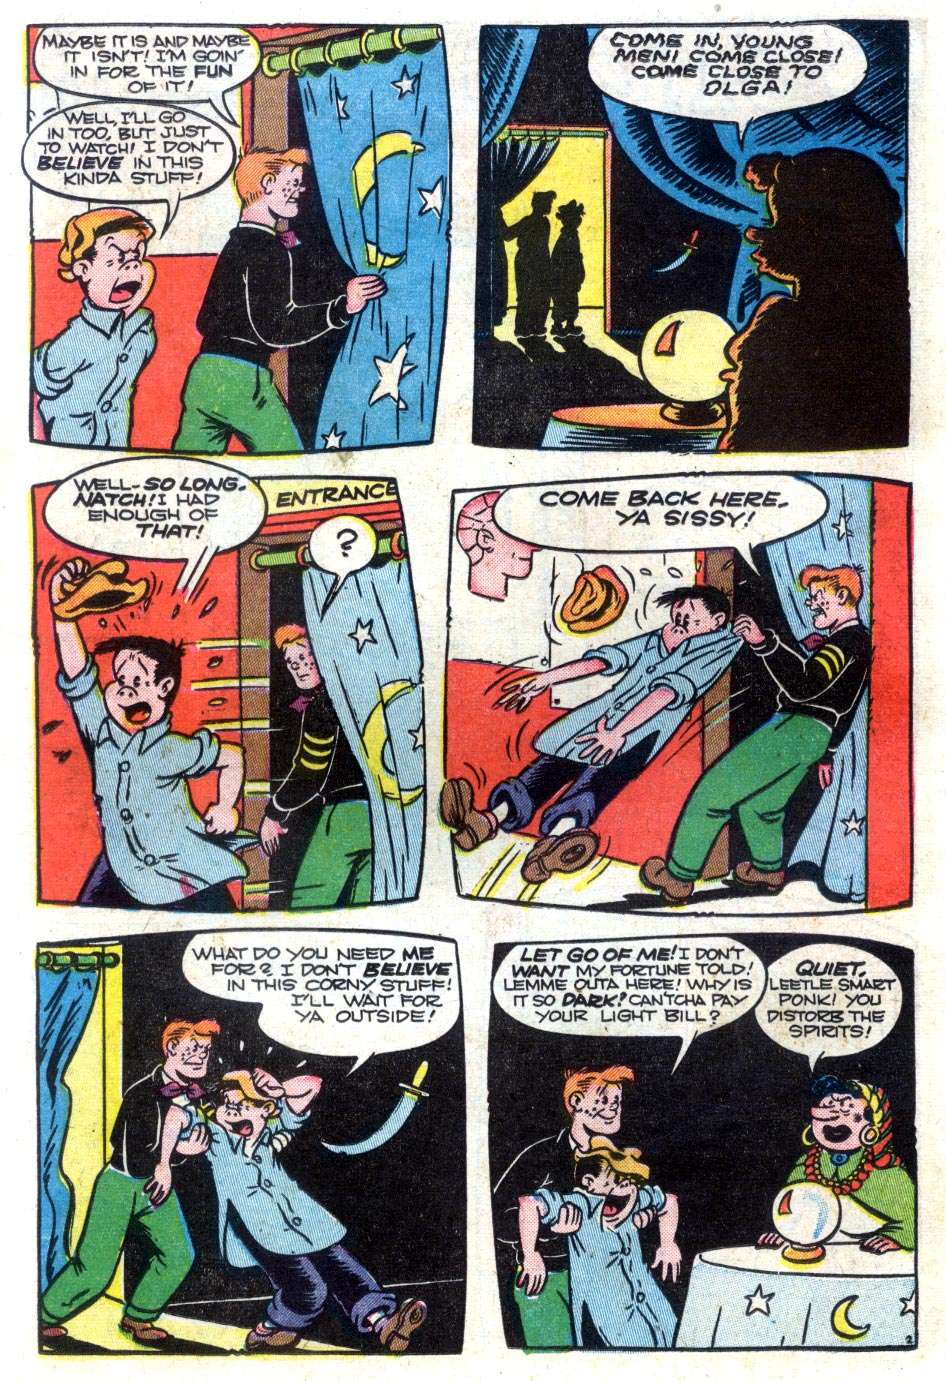 MAYBE IT IS AND MAYBE
IT ISN'T! I'M GOIN'
IN FOR THE FUN
OF IT!
WELL, I'LL GO
IN TOO, BUT JUST
TO WATCH! I DON'T
BELIEVE IN THIS
KINDA STUFF!
COME IN, YOUNG
MEN! COME CLOSE!
COME CLOSE TO
OLGA!
WELL-SO LONG,
NATCH! I HAD
ENOUGH OF
THAT!
ENTRANCE
?
COME BACK HERE,
YA SISSY!
WHAT DO YOU NEED ME
FOR? I DON'T BELIEVE
IN THIS CORNY STUFF!
I'LL WAIT FOR
YA OUTSIDE!
LET GO OF ME! I DON'T
WANT MY FORTUNE TOLD!
LEMME OUTA HERE! WHY IS
IT SO DARK? CAN'TCHA PAY
YOUR LIGHT BILL?
QUIET,
LEETLE SMART
PONK! YOU
DISTORB THE
SPIRITS!
2